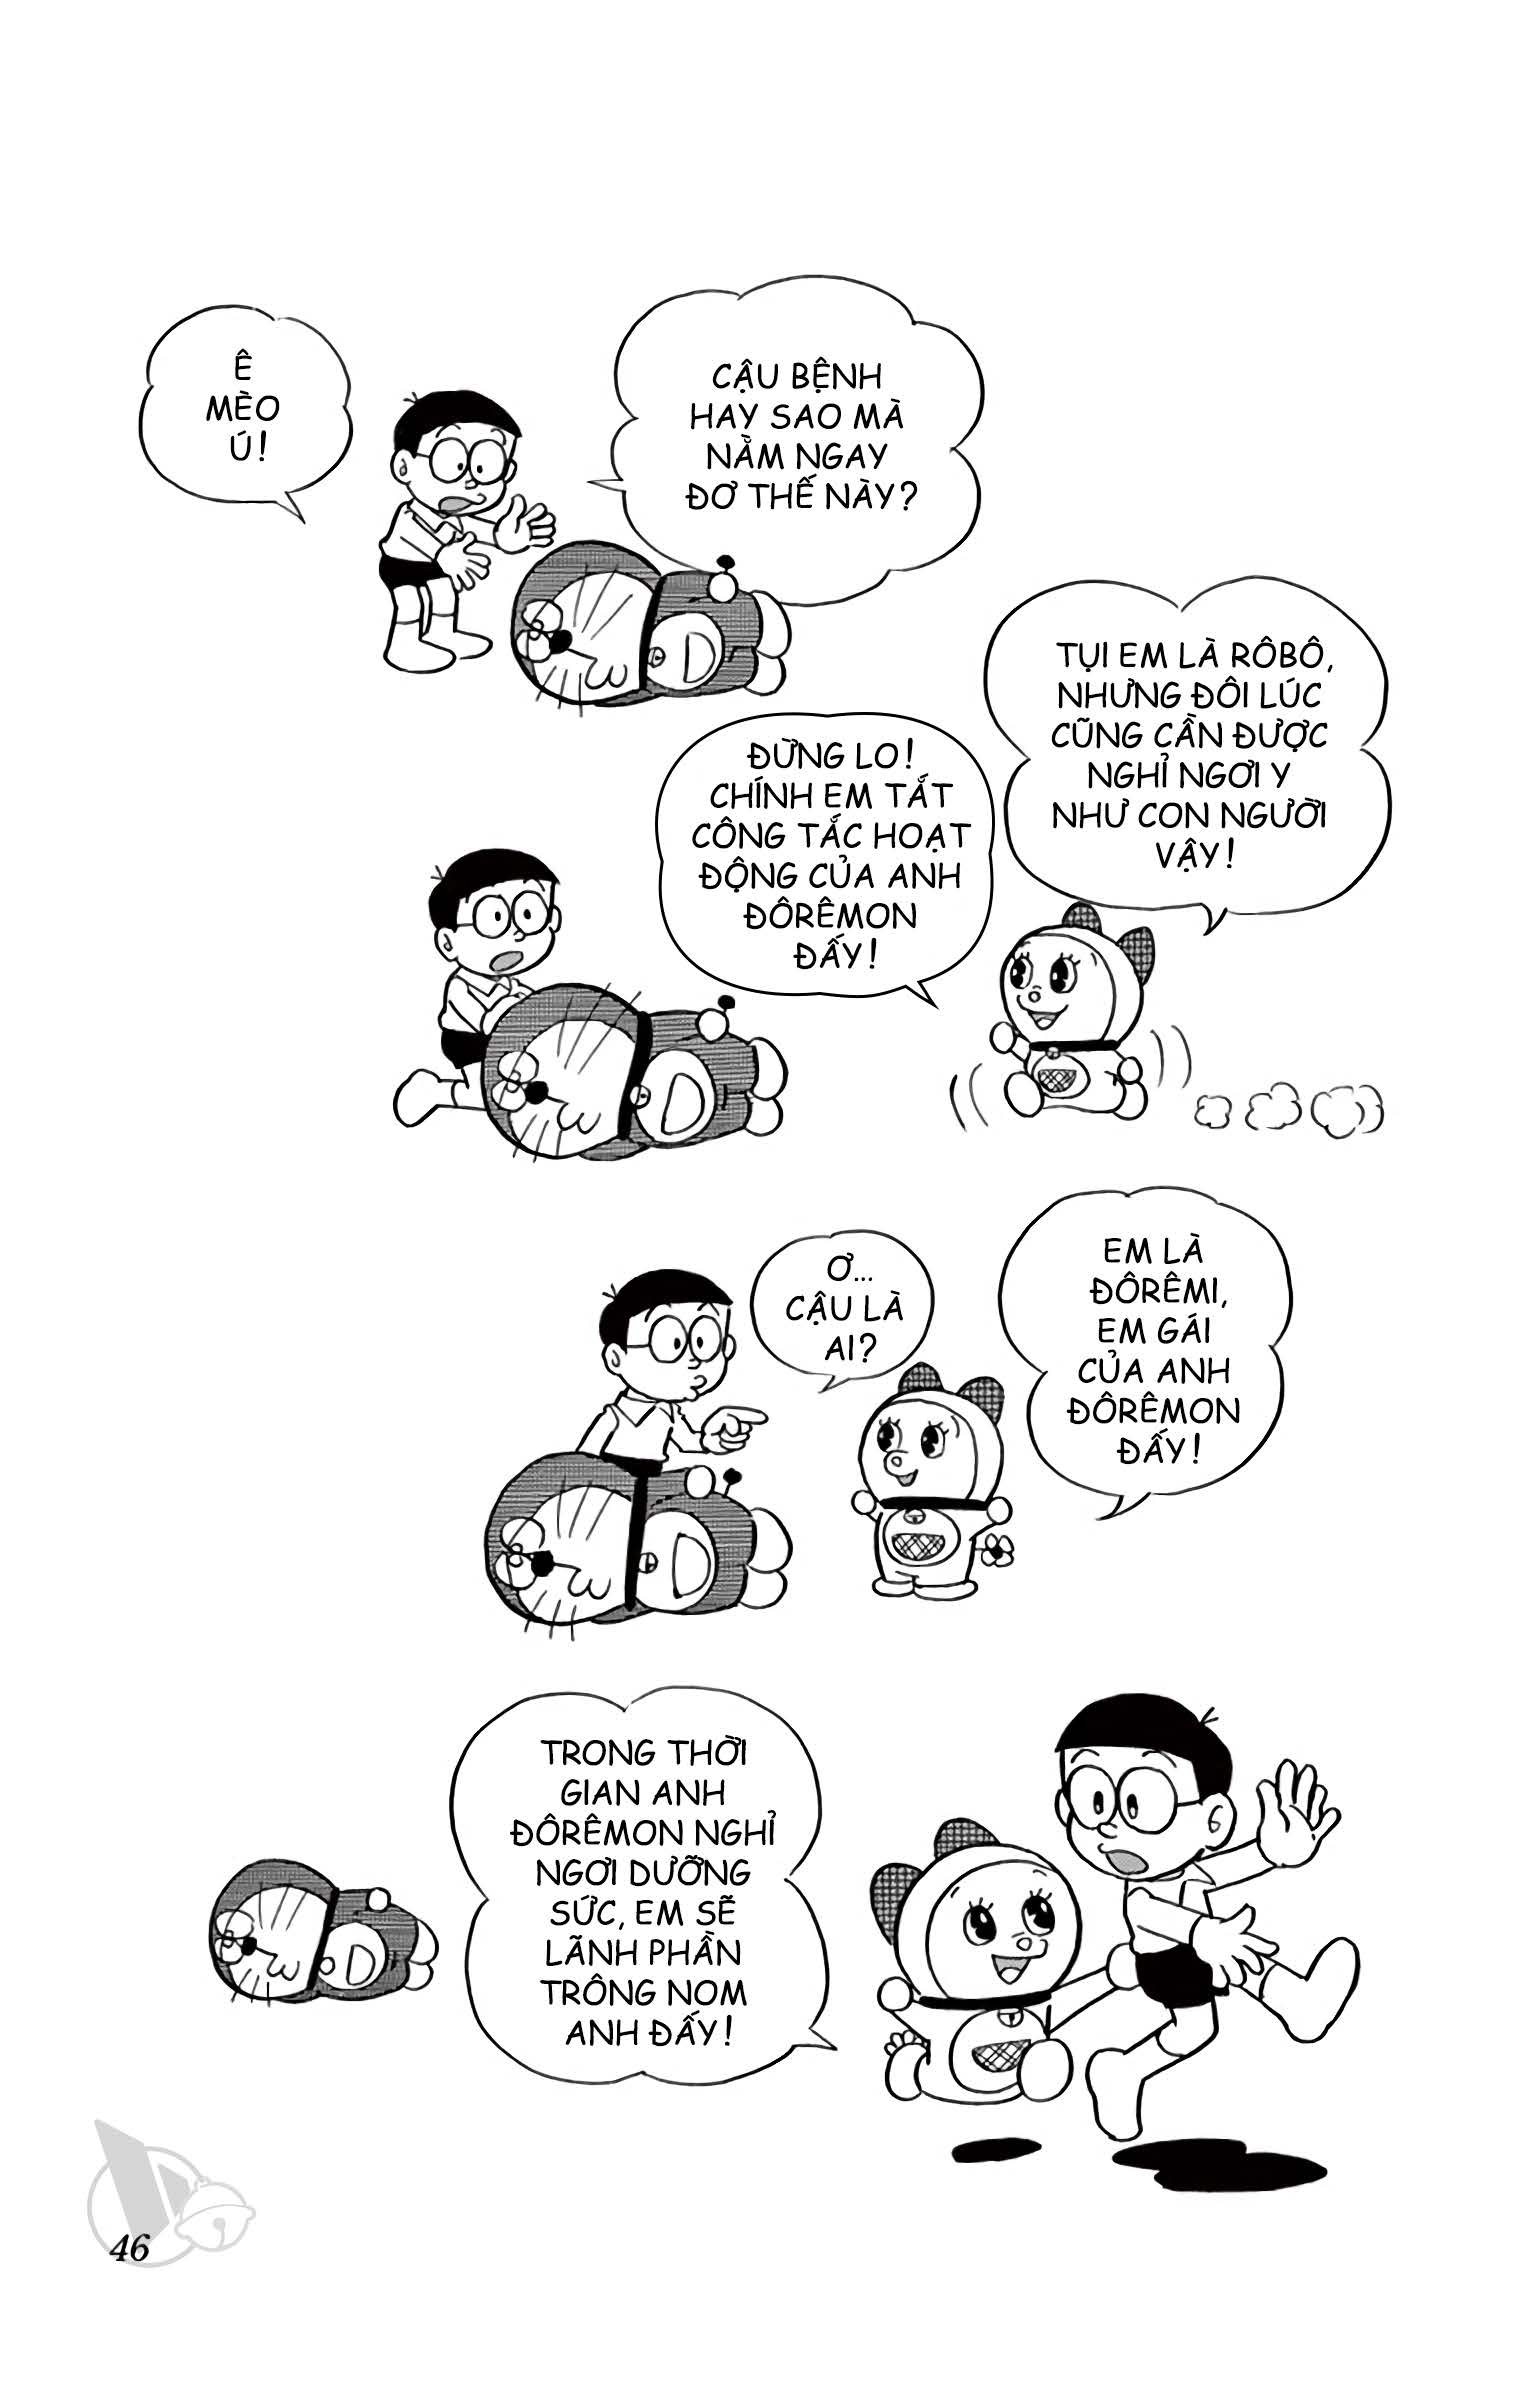 Ê
MÈO
Ú!
CẬU BỆNH
HAY SAO MÀ
NẰM NGAY
ĐƠ THẾ NÀY?
ĐỪNG LO!
CHÍNH EM TẮT
CÔNG TẮC HOẠT
ĐỘNG CỦA ANH
ĐÔRÊMON
ĐẤY!
TỤI EM LÀ RÔBÔ,
NHƯNG ĐÔI LÚC
CŨNG CẦN ĐƯỢC
NGHỈ NGƠI Y
NHƯ CON NGƯỜI
VẬY!
Ơ...
CẬU LÀ
AI?
EM LÀ
ĐÔRÊMI,
EM GÁI
CỦA ANH
ĐÔRÊMON
ĐẤY!
TRONG THỜI
GIAN ANH
ĐÔRÊMON NGHỈ
NGƠI DƯỠNG
SỨC, EM SẼ
LÃNH PHẦN
TRÔNG NOM
ANH ĐẤY!
46